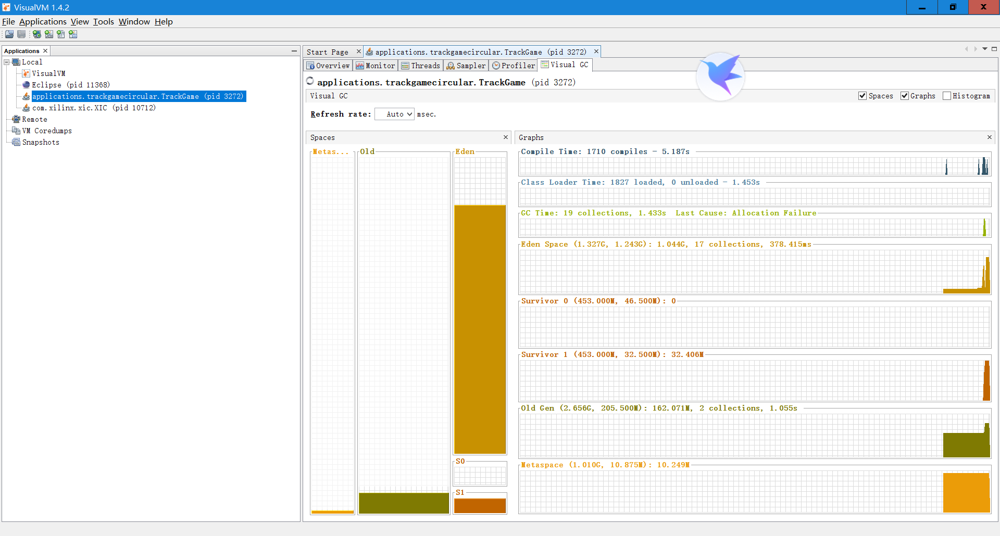 VisualVM 1.4.2
File Applications View Tools Window Help
Applications
Local
VisualVM
Eclipse (pid 11368)
applications.trackgamecircular.TrackGame (pid 3272)
com.xilinx.xic.XIC (pid 10712)
Remote
VM Coredumps
Snapshots
Start Page applications.trackgamecircular.TrackGame (pid 3272)
Overview Monitor Threads Sampler Profiler Visual GC
applications.trackgamecircular.TrackGame (pid 3272)
Visual GC Spaces Graphs Histogram
Refresh rate: Auto msec.
Spaces
Metas... Old Eden
S0
S1
Graphs
Compile Time: 1710 compiles - 5.187s
Class Loader Time: 1827 loaded, 0 unloaded - 1.453s
GC Time: 19 collections, 1.433s Last Cause: Allocation Failure
Eden Space (1.327G, 1.243G): 1.044G, 17 collections, 378.415ms
Survivor 0 (453.000M, 46.500M): 0
Survivor 1 (453.000M, 32.500M): 32.406M
Old Gen (2.656G, 205.500M): 162.071M, 2 collections, 1.055s
Metaspace (1.010G, 10.875M): 10.249M